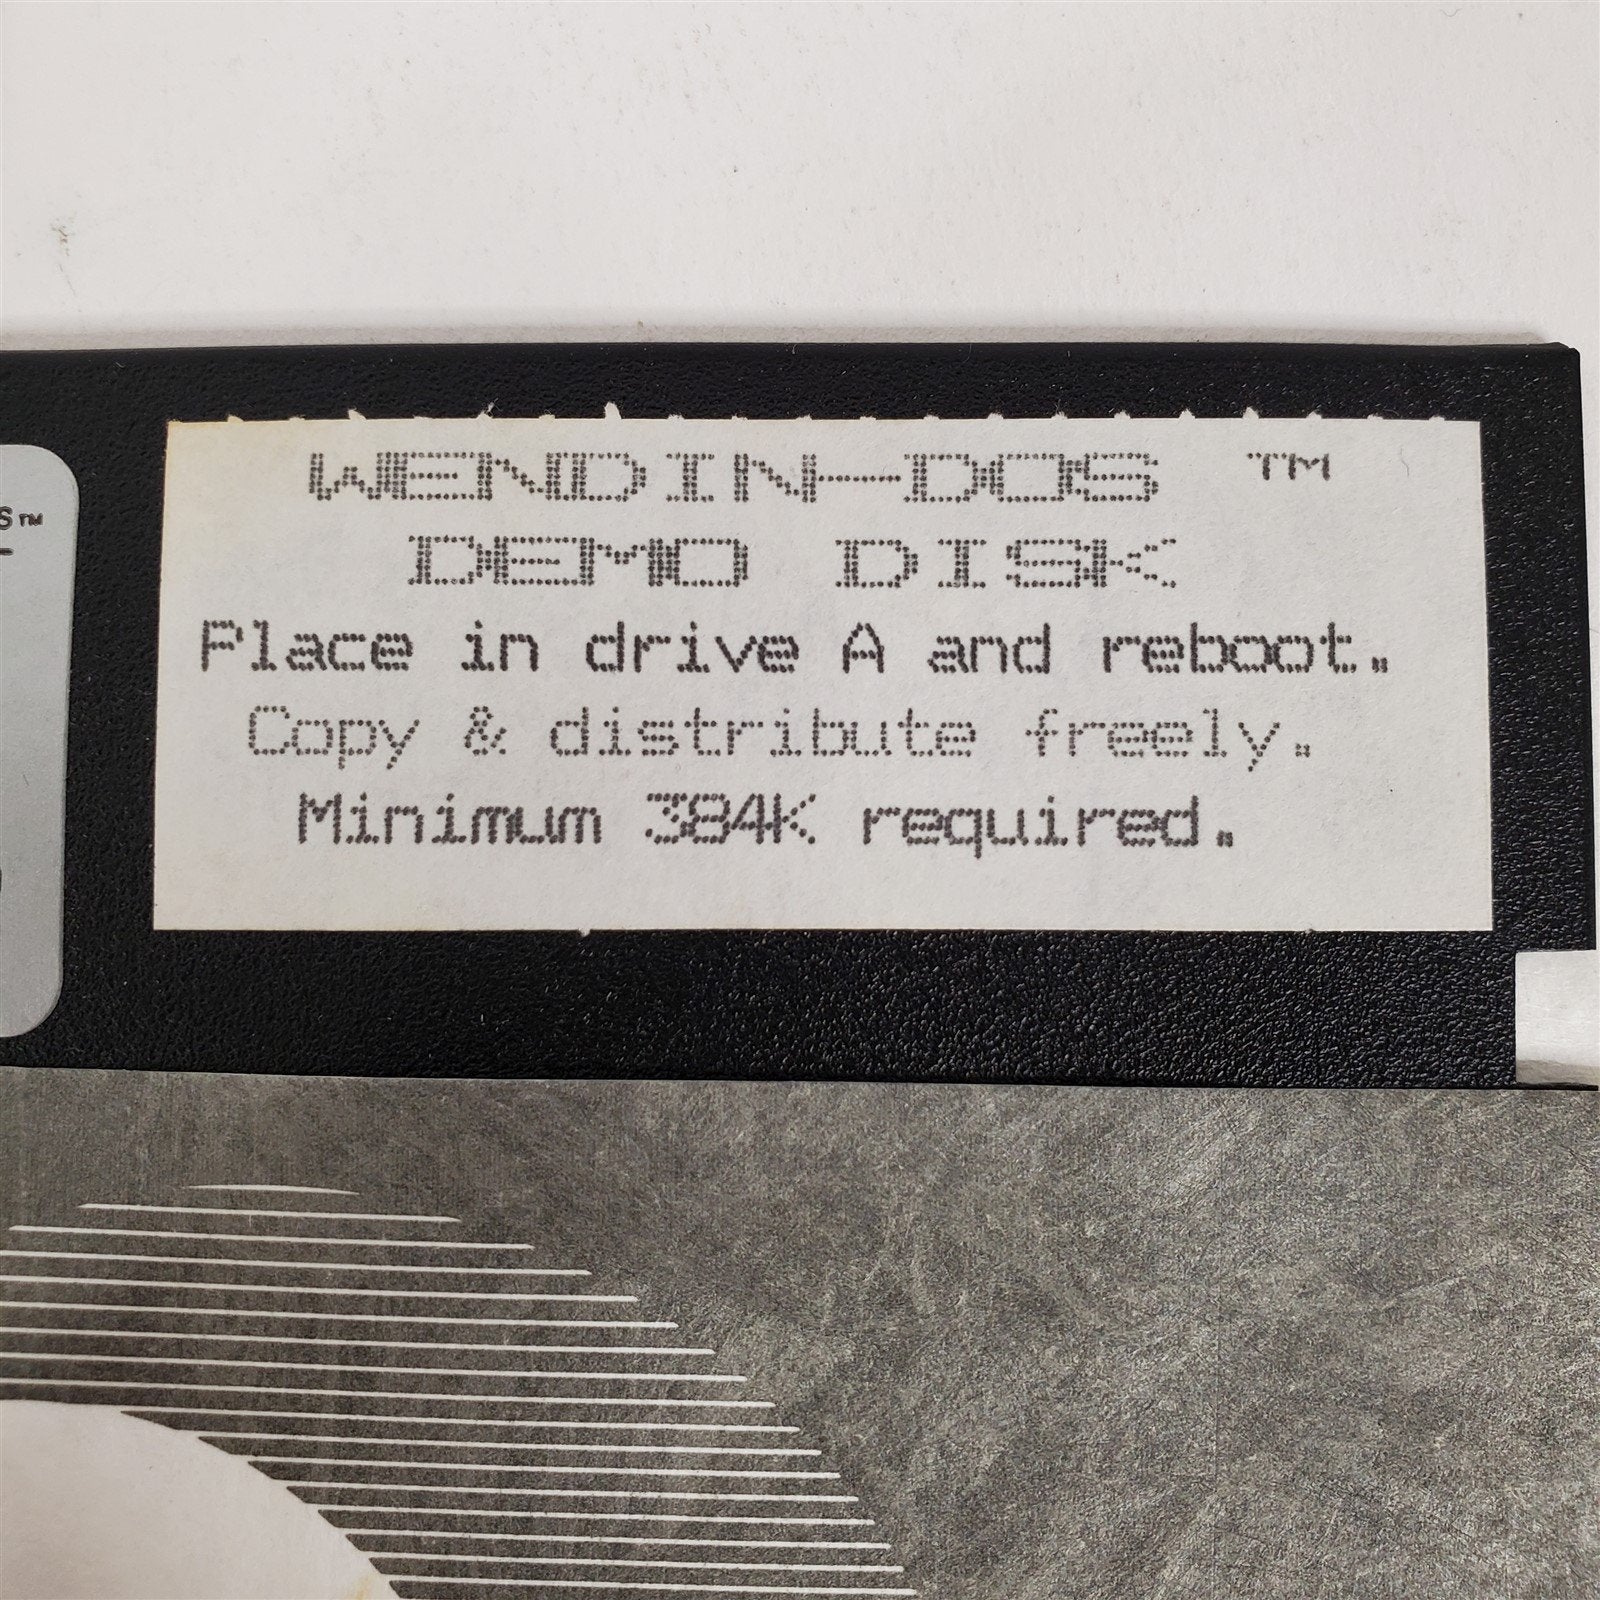 WENDIN-DOS ™
DEMO DISK
Place in drive A and reboot.
Copy & distribute freely.
Minimum 384K required.